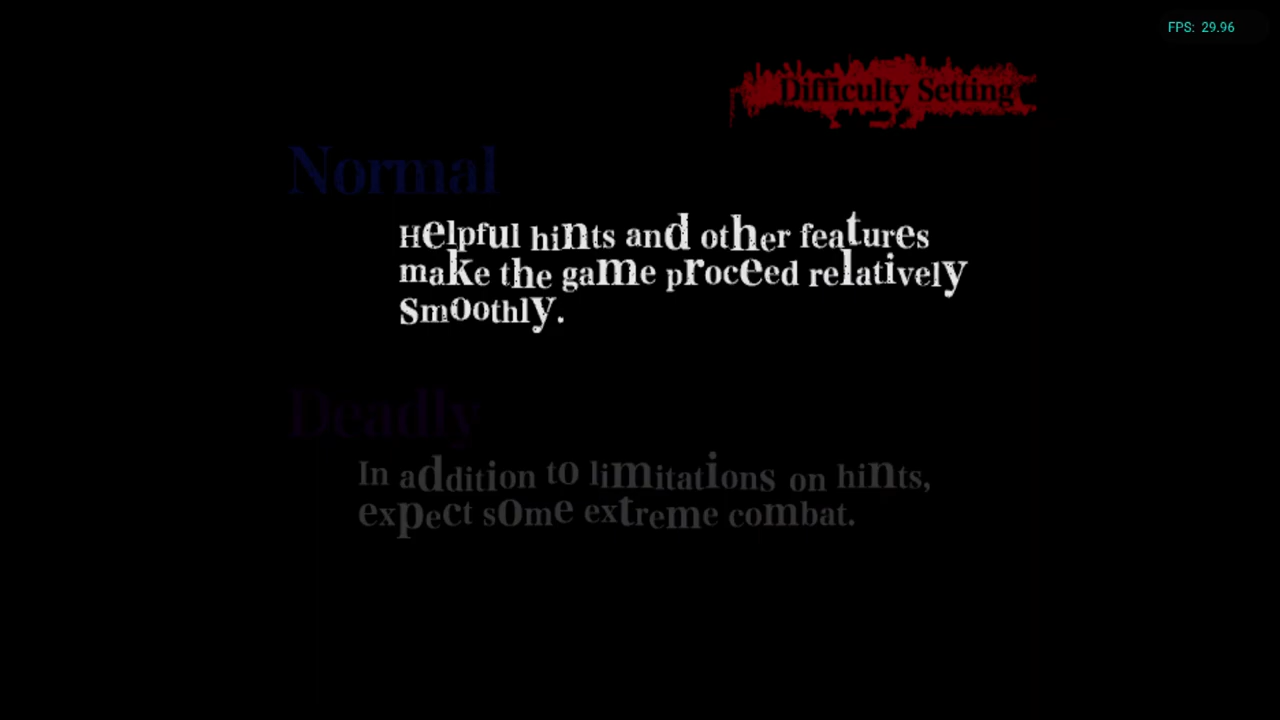 FPS: 29.96
Difficulty Setting
Normal
Helpful hints and other features
make the game proceed relatively
Smoothly.
Deadly
In addition to limitations on hints,
expect some extreme combat.